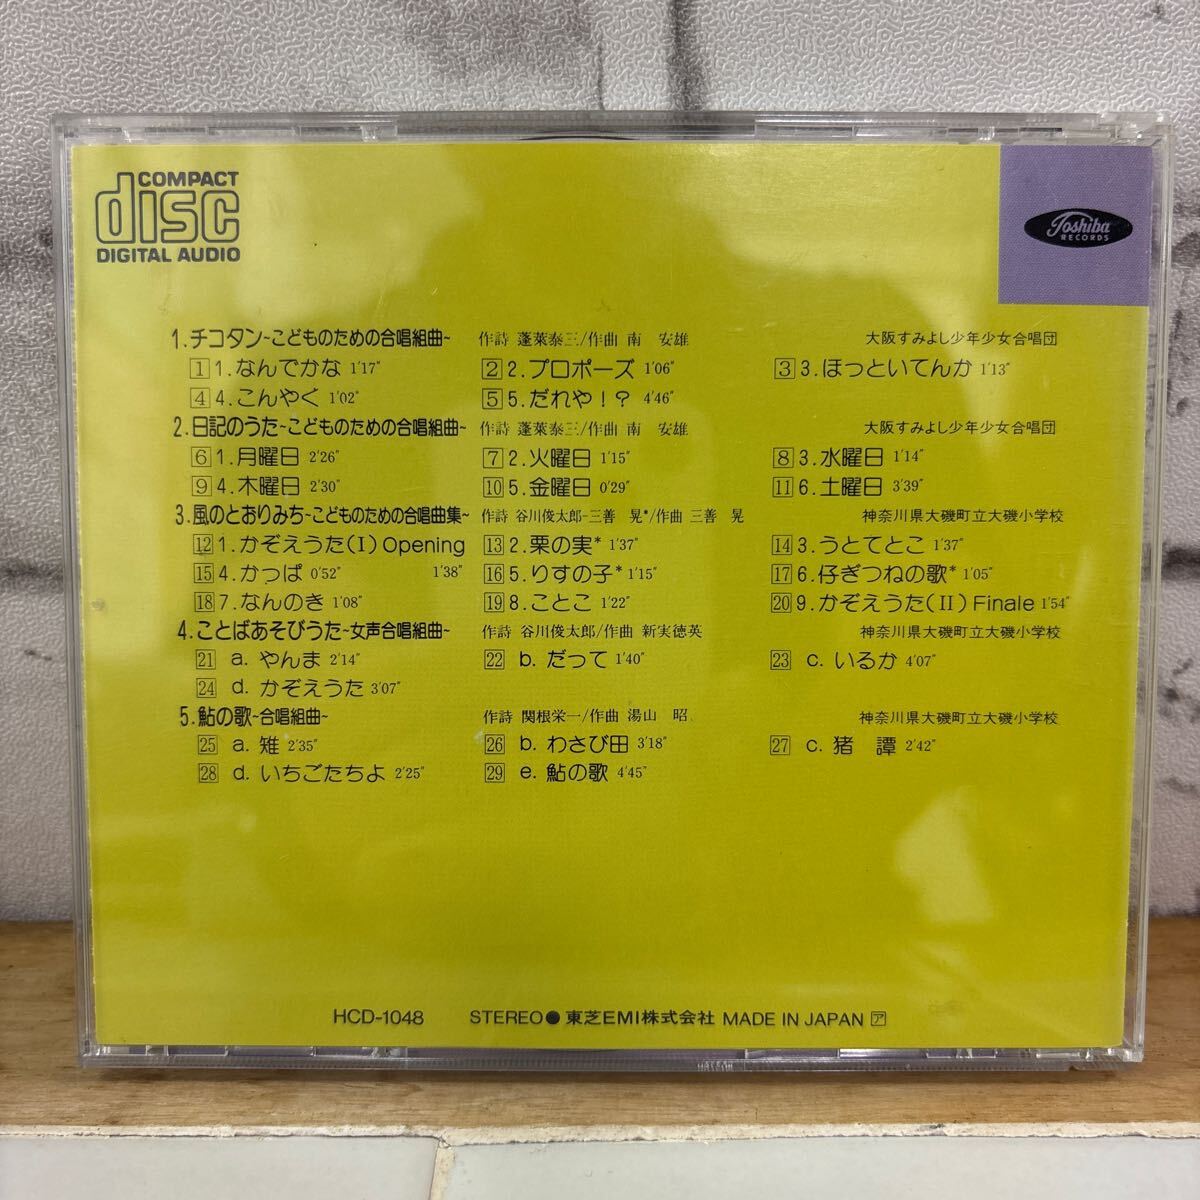 COMPACT
disc
DIGITAL AUDIO
Toshiba
RECORDS
1.チコタン~こどものための合唱組曲~ 作詩 蓬萊泰三/作曲 南 安雄 大阪すみよし少年少女合唱団
1 1.なんでかな 1'17" 2 2.プロポーズ 1'06" 3 3.ほっといてんか 1'13"
4 4.こんやく 1'02" 5 5.だれや!? 4'46"
2.日記のうた~こどものための合唱組曲~ 作詩 蓬萊泰三/作曲 南 安雄 大阪すみよし少年少女合唱団
6 1.月曜日 2'26" 7 2.火曜日 1'15" 8 3.水曜日 1'14"
9 4.木曜日 2'30" 10 5.金曜日 0'29" 11 6.土曜日 3'39"
3.風のとおりみち~こどものための合唱曲集~ 作詩 谷川俊太郎-三善 晃*/作曲 三善 晃 神奈川県大磯町立大磯小学校
12 1.かぞえうた(I)Opening 13 2.栗の実* 1'37" 14 3.うとてとこ 1'37"
15 4.かっぱ 0'52" 1'38" 16 5.りすの子* 1'15" 17 6.仔ぎつねの歌* 1'05"
18 7.なんのき 1'08" 19 8.ことこ 1'22" 20 9.かぞえうた(II)Finale 1'54"
4.ことばあそびうた~女声合唱組曲~ 作詩 谷川俊太郎/作曲 新実徳英 神奈川県大磯町立大磯小学校
21 a.やんま 2'14" 22 b.だって 1'40" 23 c.いるか 4'07"
24 d.かぞえうた 3'07"
5.鮎の歌~合唱組曲~ 作詩 関根栄一/作曲 湯山 昭 神奈川県大磯町立大磯小学校
25 a.雉 2'35" 26 b.わさび田 3'18" 27 c.猪 譚 2'42"
28 d.いちごたちよ 2'25" 29 e.鮎の歌 4'45"
HCD-1048 STEREO●東芝EMI株式会社 MADE IN JAPAN ア